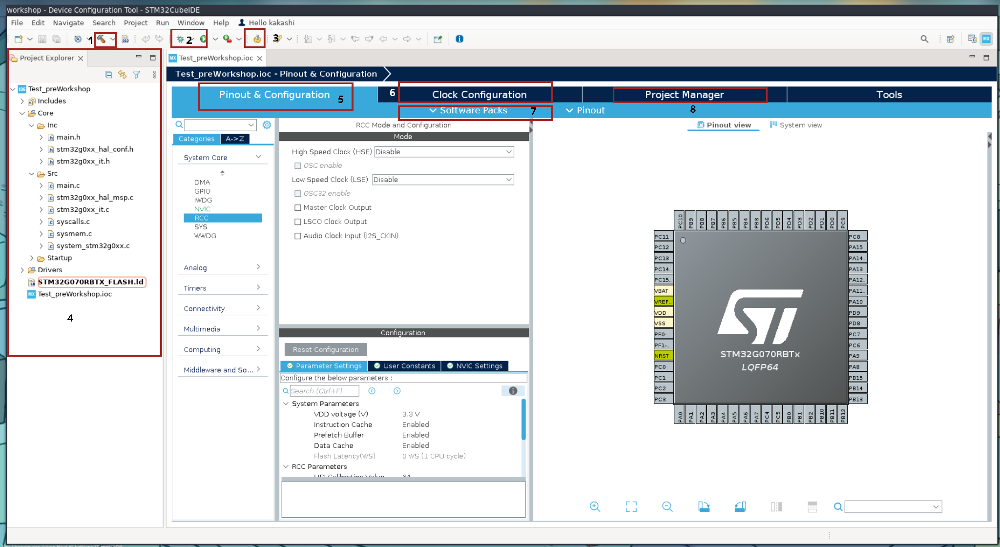 workshop - Device Configuration Tool - STM32CubeIDE
File Edit Navigate Search Project Run Window Help Hello kakashi
1 010 2 3 i MX
Project Explorer
MX Test_preWorkshop.ioc
Test_preWorkshop.ioc - Pinout & Configuration
Pinout & Configuration 5
6 Clock Configuration
Project Manager
Tools
Software Packs 7
Pinout
8
IDE Test_preWorkshop
Includes
Core
Inc
.h main.h
.h stm32g0xx_hal_conf.h
.h stm32g0xx_it.h
Src
.c main.c
.c stm32g0xx_hal_msp.c
.c stm32g0xx_it.c
.c syscalls.c
.c sysmem.c
.c system_stm32g0xx.c
Startup
Drivers
LD STM32G070RBTX_FLASH.ld
MX Test_preWorkshop.ioc
4
Categories A->Z
System Core
DMA
GPIO
IWDG
NVIC
RCC
SYS
WWDG
Analog
Timers
Connectivity
Multimedia
Computing
Middleware and So...
RCC Mode and Configuration
Mode
High Speed Clock (HSE) Disable
OSC enable
Low Speed Clock (LSE) Disable
OSC32 enable
Master Clock Output
LSCO Clock Output
Audio Clock Input (I2S_CKIN)
Configuration
Reset Configuration
Parameter Settings User Constants NVIC Settings
Configure the below parameters :
Search (Ctrl+F)
System Parameters
VDD voltage (V) 3.3 V
Instruction Cache Enabled
Prefetch Buffer Enabled
Data Cache Enabled
Flash Latency(WS) 0 WS (1 CPU cycle)
RCC Parameters
HSI Calibration Value 64
Pinout view System view
PC10 PB9 PB8 PB7 PB6 PB5 PB4 PB3 PD6 PD5 PD4 PD3 PD2 PD1 PD0 PC9
PC11
PC12
PC13
PC14..
PC15..
VBAT
VREF..
VDD
VSS
PF0-..
PF1-..
NRST
PC0
PC1
PC2
PC3
ST
STM32G070RBTx
LQFP64
PC8
PA15
PA14..
PA13
PA12..
PA11..
PA10
PD9
PD8
PC7
PC6
PA9
PA8
PB15
PB14
PB13
PA0 PA1 PA2 PA3 PA4 PA5 PA6 PA7 PC4 PC5 PB0 PB1 PB2 PB10 PB11 PB12